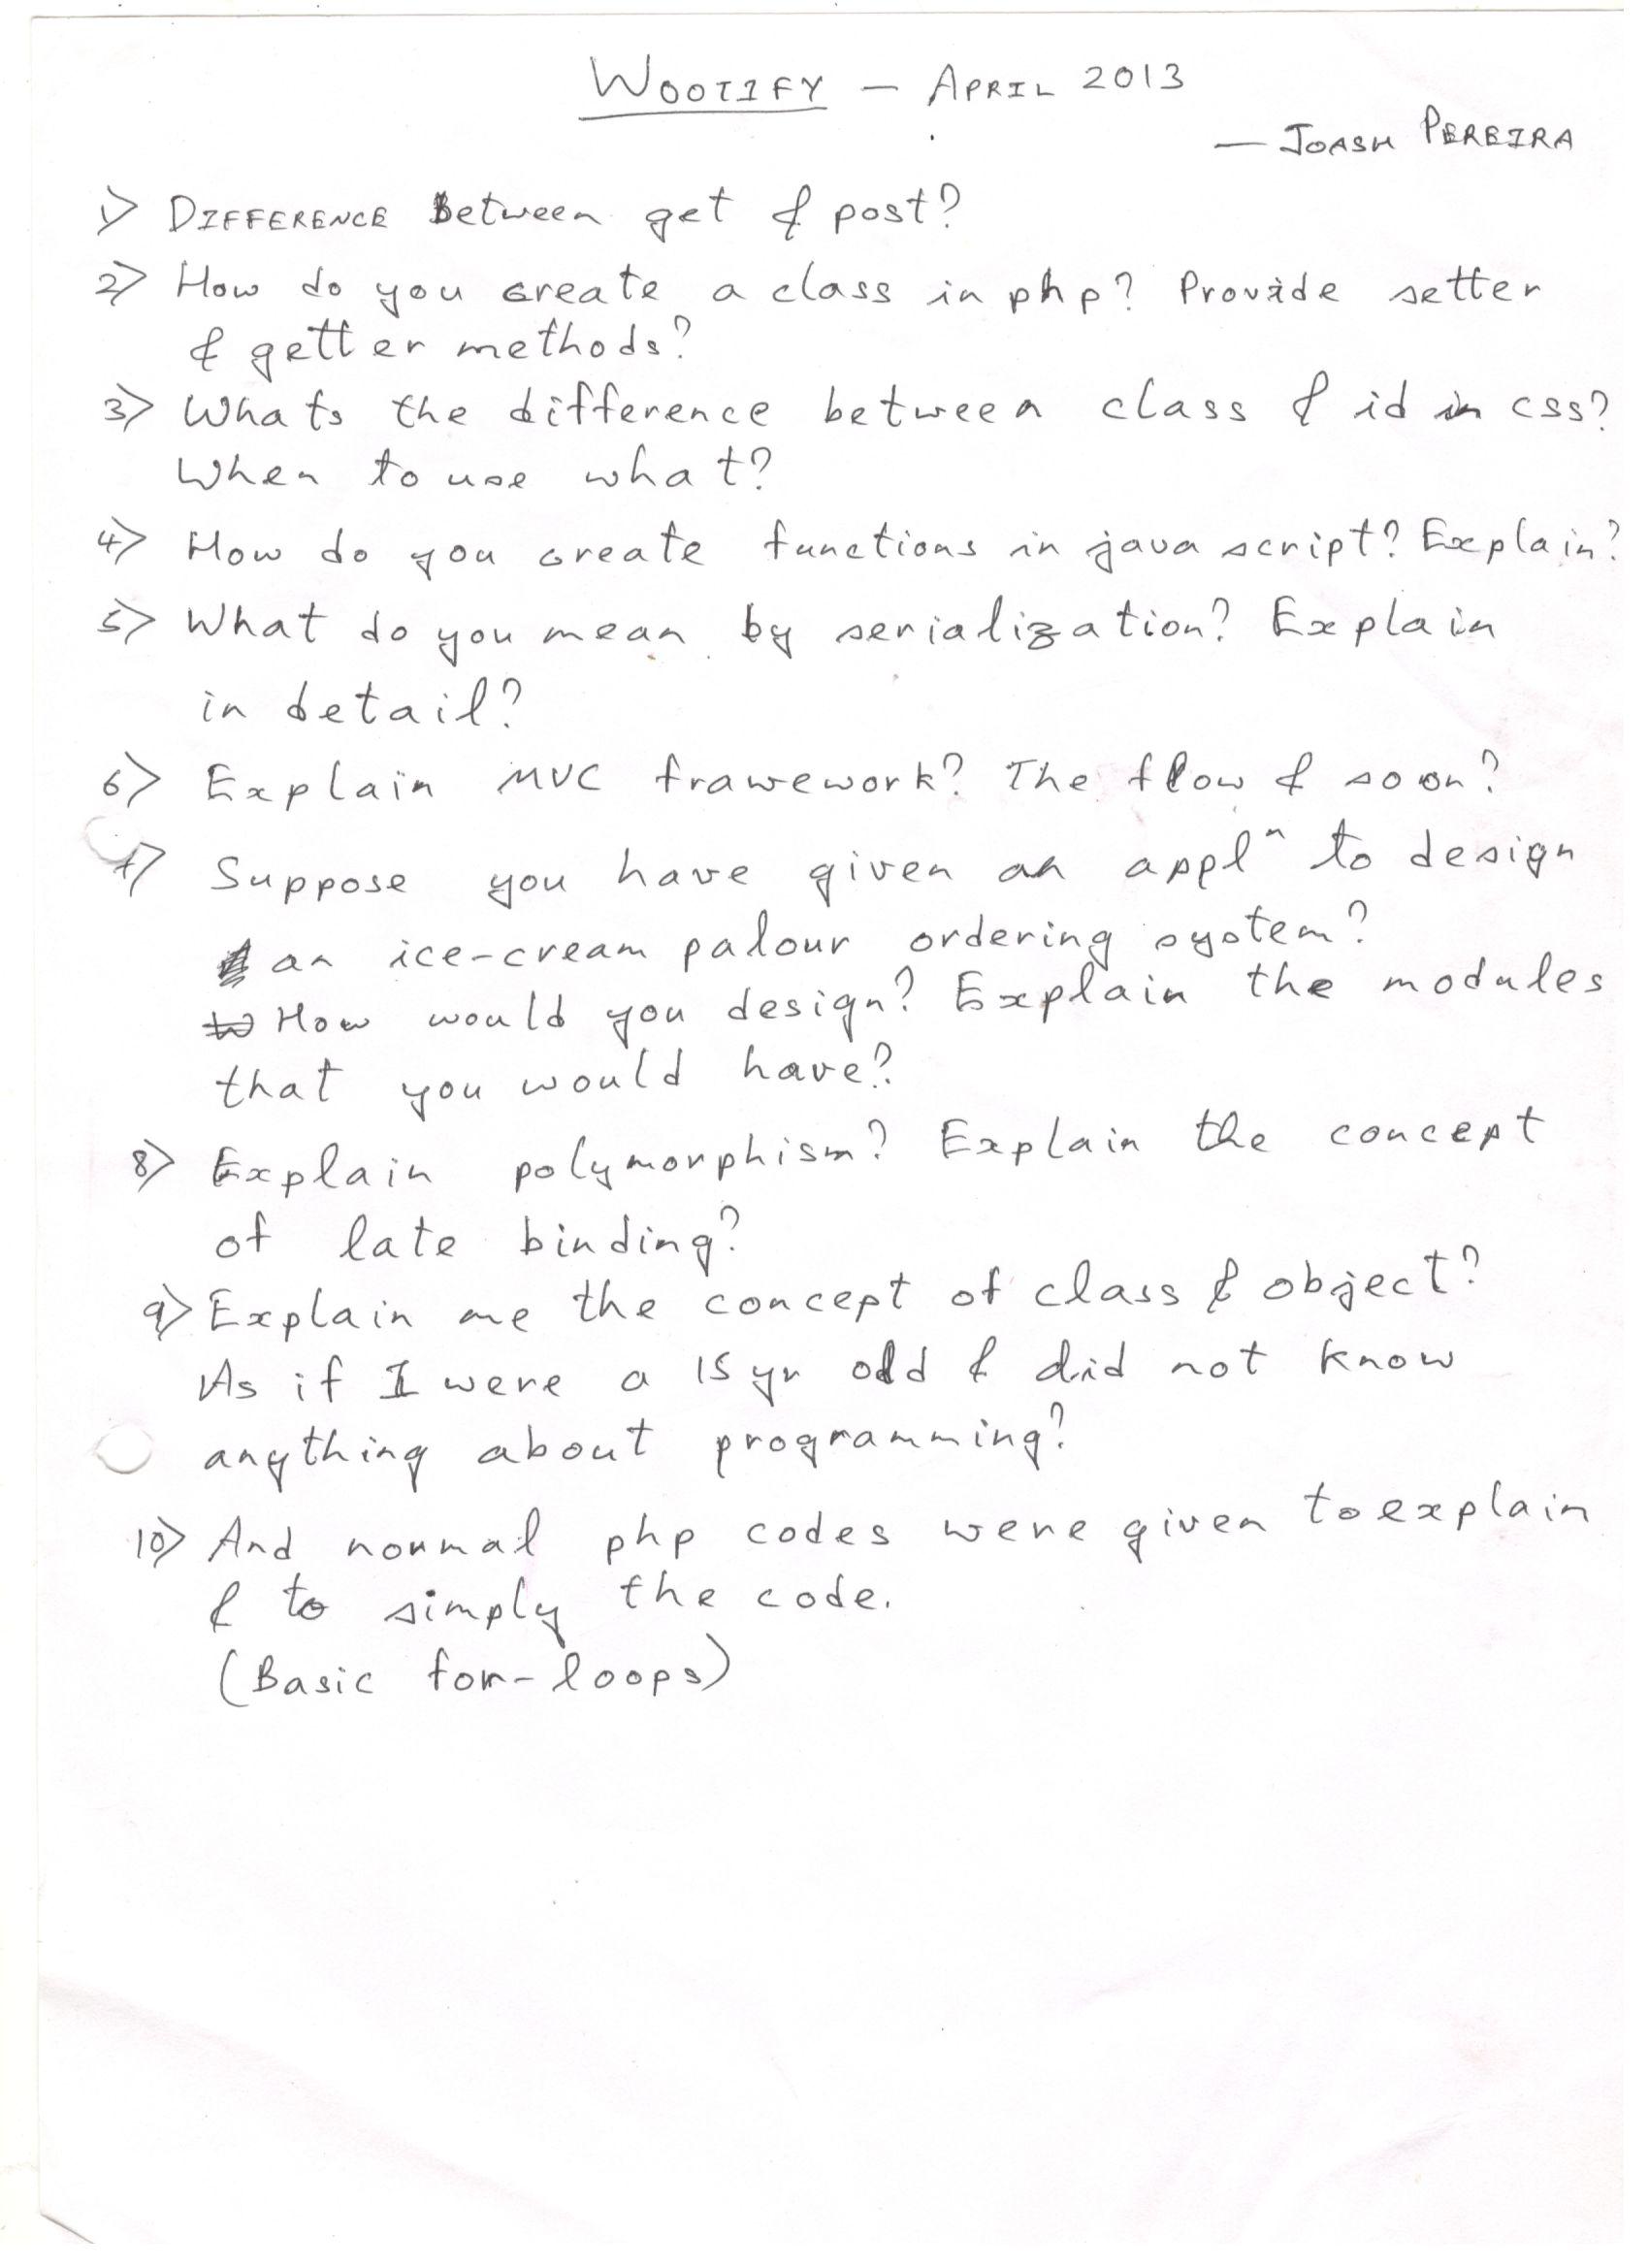 WOOTIFY — APRIL 2013
— JOASH PEREIRA
1) DIFFERENCE Between get & post?
2) How do you create a class in php? Provide setter
& getter methods?
3) Whats the difference between class & id in css?
When to use what?
4) How do you create functions in java script? Explain?
5) What do you mean by serialization? Explain
in detail?
6) Explain MVC frawework? The flow & so on?
7) Suppose you have given an appl^n to design
an ice-cream palour ordering system?
How would you design? Explain the modules
that you would have?
8) Explain polymorphism? Explain the concept
of late binding?
9) Explain me the concept of class & object?
As if I were a 15 yr old & did not know
anything about programming?
10) And normal php codes were given to explain
& to simply the code.
(Basic for-loops)